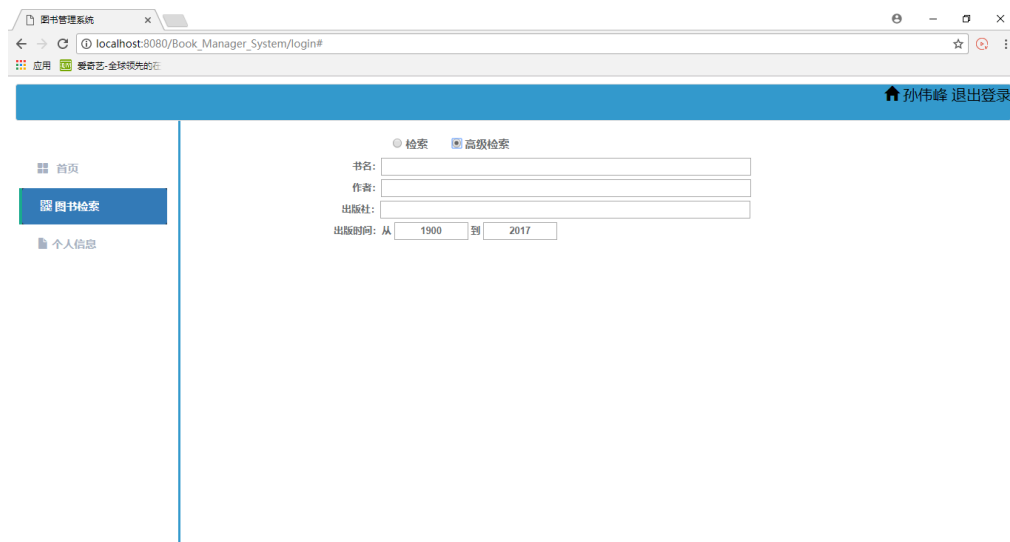 图书管理系统
localhost:8080/Book_Manager_System/login#
应用 爱奇艺-全球领先的在
孙伟峰 退出登录
检索 高级检索
首页
书名:
作者:
图书检索
出版社:
出版时间: 从 1900 到 2017
个人信息